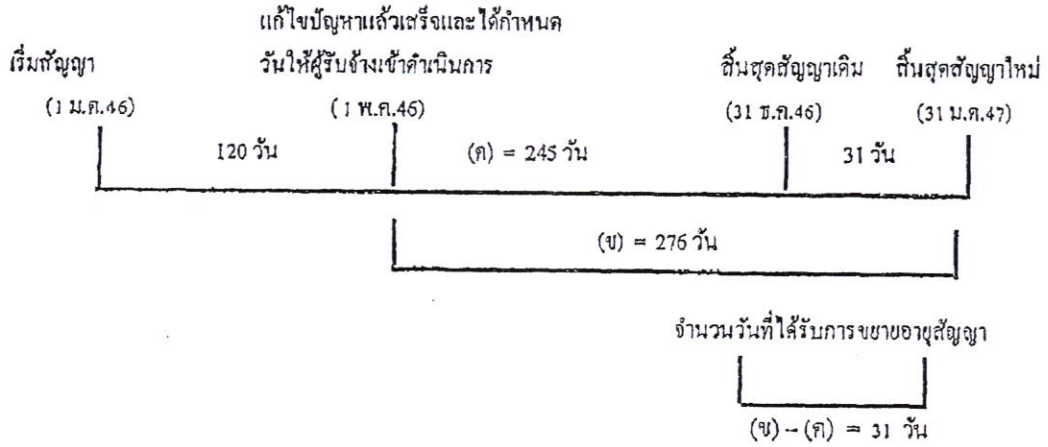 แก้ไขปัญหาแล้วเสร็จและได้กำหนด
เริ่มสัญญา วันให้ผู้รับจ้างเข้าดำเนินการ สิ้นสุดสัญญาเดิม สิ้นสุดสัญญาใหม่
(1 ม.ค.46) (1 พ.ค.46) (31 ธ.ค.46) (31 ม.ค.47)
120 วัน (ค) = 245 วัน 31 วัน
(ข) = 276 วัน
จำนวนวันที่ได้รับการขยายอายุสัญญา
(ข) – (ค) = 31 วัน